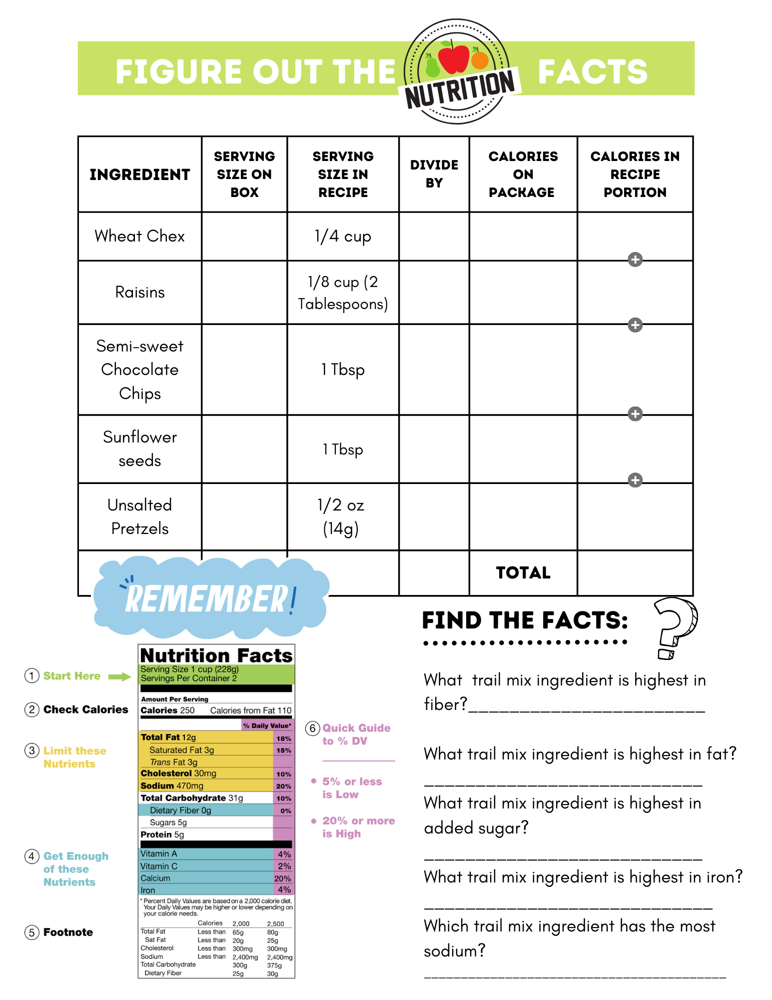 FIGURE OUT THE NUTRITION FACTS
INGREDIENT
SERVING
SIZE ON
BOX
SERVING
SIZE IN
RECIPE
DIVIDE
BY
CALORIES
ON
PACKAGE
CALORIES IN
RECIPE
PORTION
Wheat Chex
1/4 cup
+
Raisins
1/8 cup (2
Tablespoons)
+
Semi-sweet
Chocolate
Chips
1 Tbsp
+
Sunflower
seeds
1 Tbsp
+
Unsalted
Pretzels
1/2 oz
(14g)
TOTAL
REMEMBER!
1 Start Here
2 Check Calories
3 Limit these
Nutrients
4 Get Enough
of these
Nutrients
5 Footnote
Nutrition Facts
Serving Size 1 cup (228g)
Servings Per Container 2
Amount Per Serving
Calories 250 Calories from Fat 110
% Daily Value*
Total Fat 12g 18%
Saturated Fat 3g 15%
Trans Fat 3g
Cholesterol 30mg 10%
Sodium 470mg 20%
Total Carbohydrate 31g 10%
Dietary Fiber 0g 0%
Sugars 5g
Protein 5g
Vitamin A 4%
Vitamin C 2%
Calcium 20%
Iron 4%
* Percent Daily Values are based on a 2,000 calorie diet.
Your Daily Values may be higher or lower depending on
your calorie needs.
Calories 2,000 2,500
Total Fat Less than 65g 80g
Sat Fat Less than 20g 25g
Cholesterol Less than 300mg 300mg
Sodium Less than 2,400mg 2,400mg
Total Carbohydrate 300g 375g
Dietary Fiber 25g 30g
6 Quick Guide
to % DV
• 5% or less
is Low
• 20% or more
is High
FIND THE FACTS:
?
What trail mix ingredient is highest in
fiber?_______________________
What trail mix ingredient is highest in fat?
___________________________
What trail mix ingredient is highest in
added sugar?
___________________________
What trail mix ingredient is highest in iron?
____________________________
Which trail mix ingredient has the most
sodium?
_________________________________________